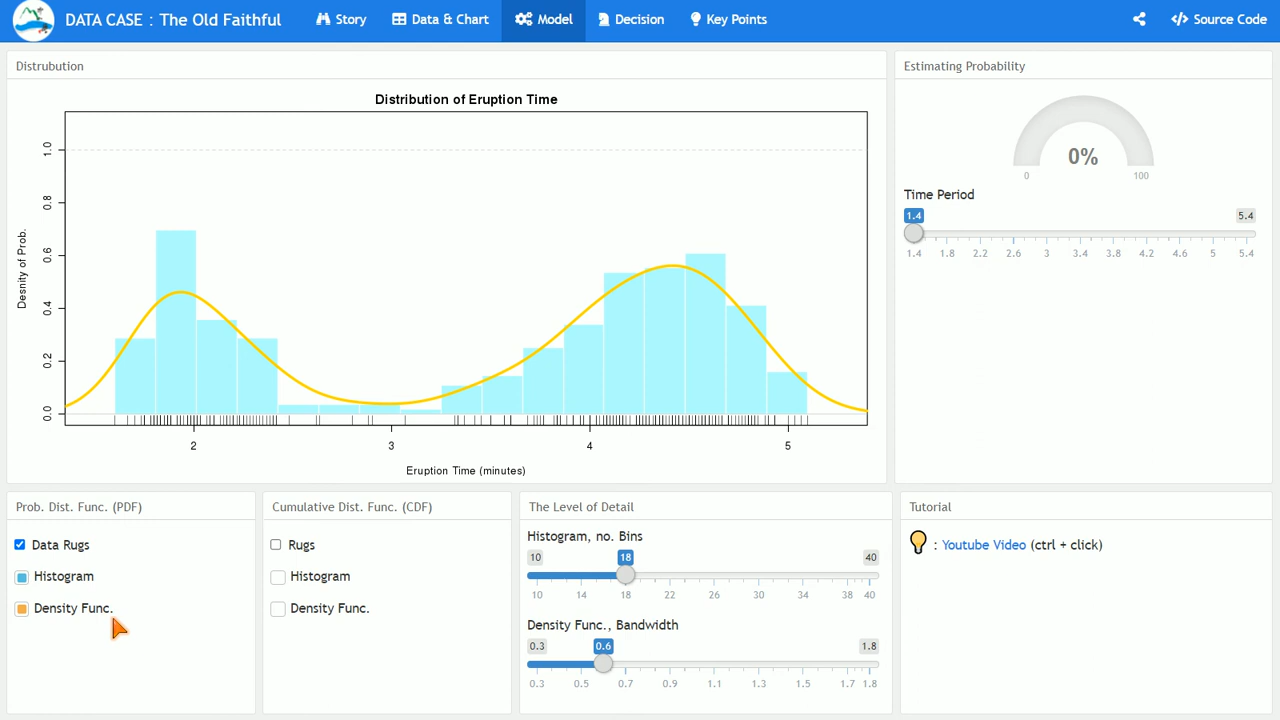 DATA CASE : The Old Faithful
Story
Data & Chart
Model
Decision
Key Points
Source Code
Distrubution
Distribution of Eruption Time
Desnity of Prob.
0.0 0.2 0.4 0.6 0.8 1.0
2 3 4 5
Eruption Time (minutes)
Estimating Probability
0%
0 100
Time Period
1.4 5.4
1.4 1.8 2.2 2.6 3 3.4 3.8 4.2 4.6 5 5.4
Prob. Dist. Func. (PDF)
Data Rugs
Histogram
Density Func.
Cumulative Dist. Func. (CDF)
Rugs
Histogram
Density Func.
The Level of Detail
Histogram, no. Bins
10 18 40
10 14 18 22 26 30 34 38 40
Density Func., Bandwidth
0.3 0.6 1.8
0.3 0.5 0.7 0.9 1.1 1.3 1.5 1.7 1.8
Tutorial
: Youtube Video (ctrl + click)